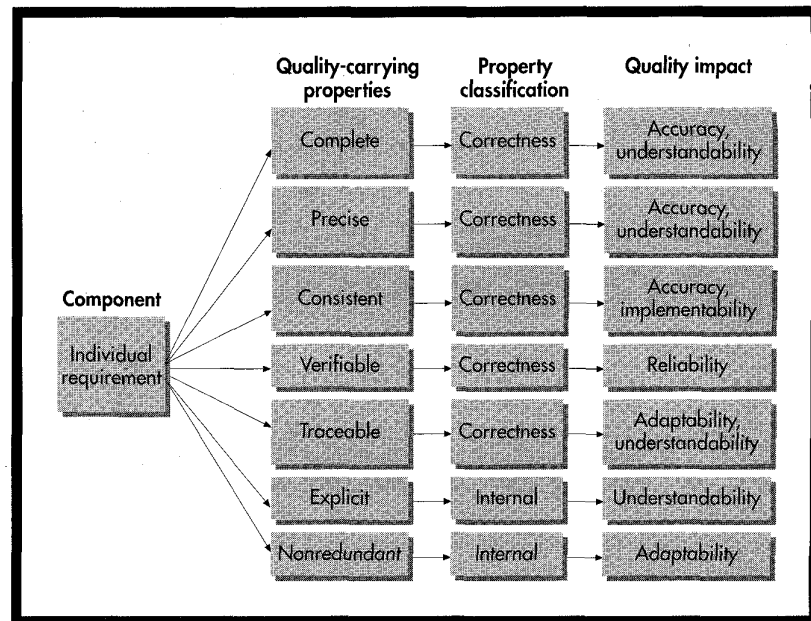 Quality-carrying
properties
Property
classification
Quality impact
Complete
Correctness
Accuracy,
understandability
Precise
Correctness
Accuracy,
understandability
Component
Individual
requirement
Consistent
Correctness
Accuracy,
implementability
Verifiable
Correctness
Reliability
Traceable
Correctness
Adaptability,
understandability
Explicit
Internal
Understandability
Nonredundant
Internal
Adaptability